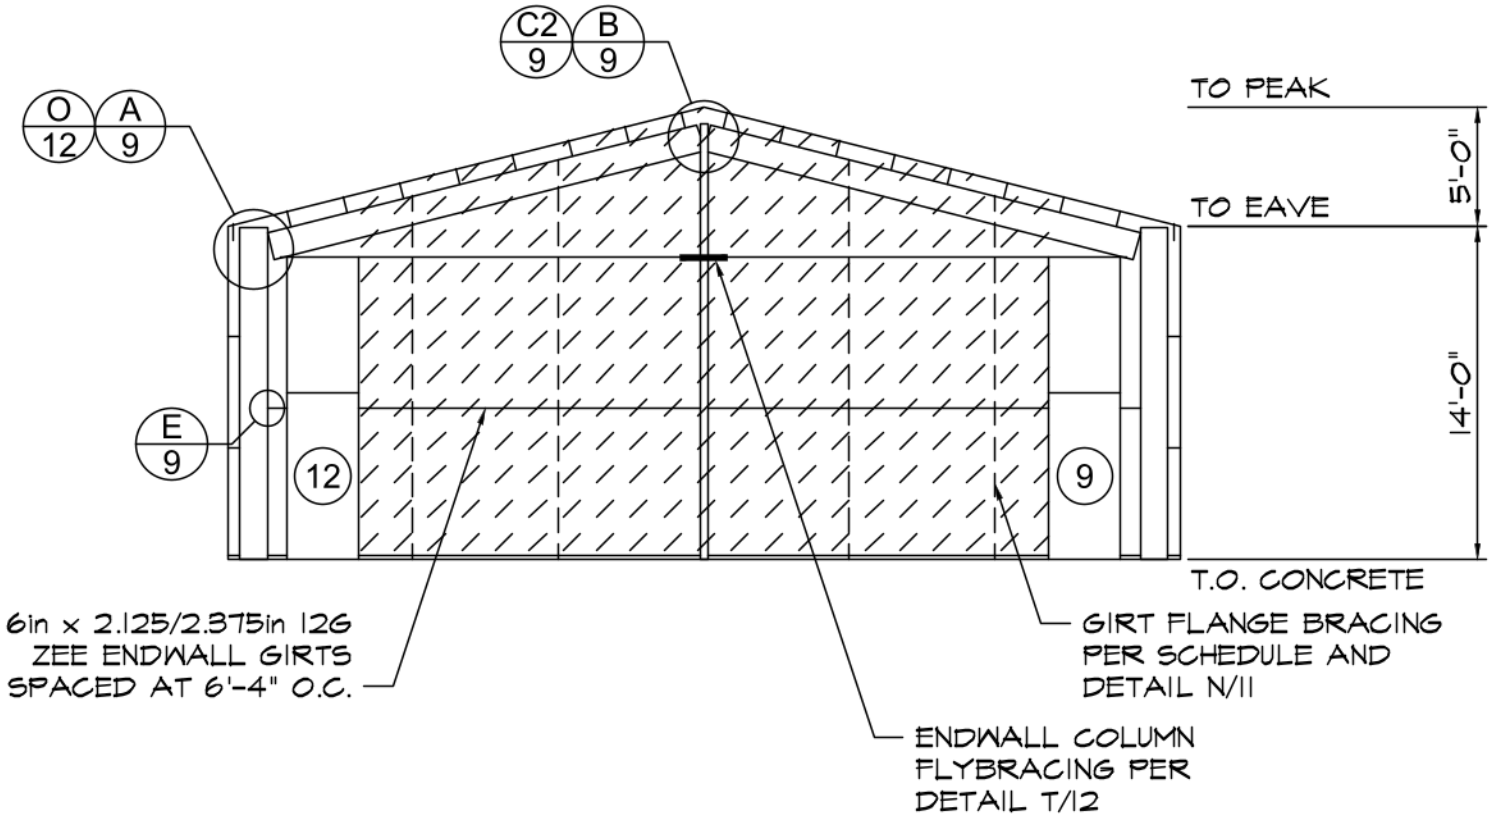 C2 B
9 9
O A
12 9
TO PEAK
5'-0"
TO EAVE
14'-0"
E
9
12
9
T.O. CONCRETE
6in x 2.125/2.375in 12G
ZEE ENDWALL GIRTS
SPACED AT 6'-4" O.C.
GIRT FLANGE BRACING
PER SCHEDULE AND
DETAIL N/11
ENDWALL COLUMN
FLYBRACING PER
DETAIL T/12